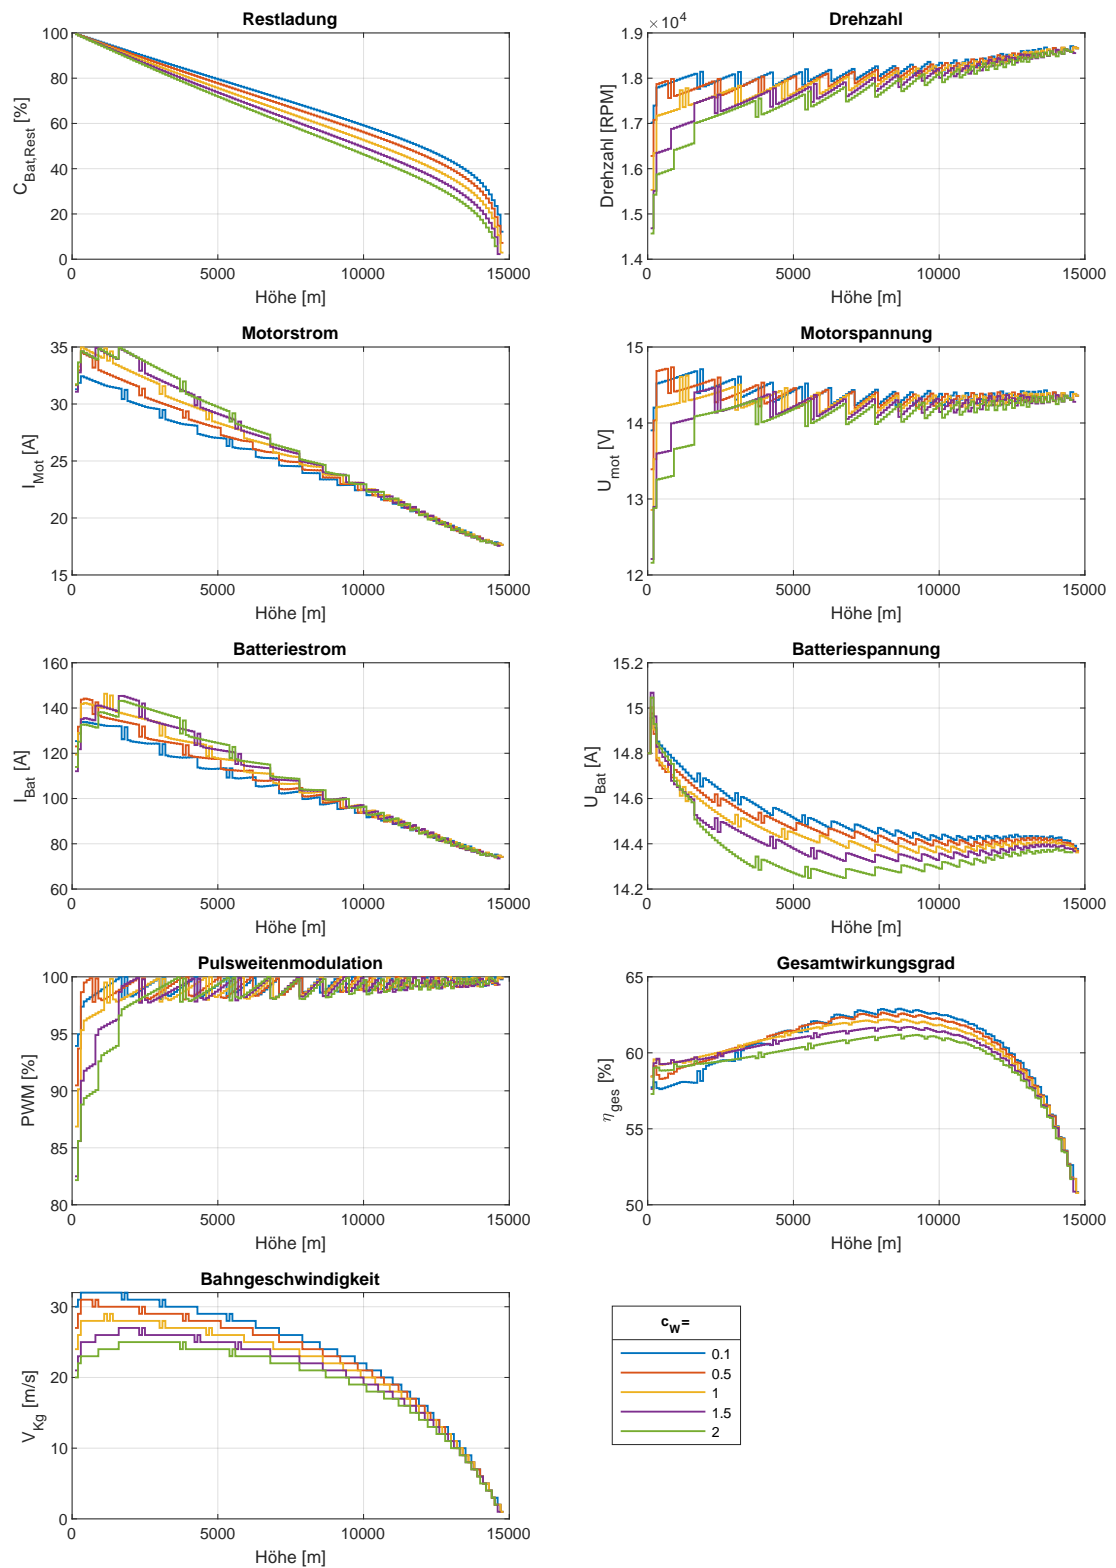 Restladung
100
80
60
40
20
0
C_Bat,Rest [%]
0 5000 10000 15000
Höhe [m]
Drehzahl
×10^4
1.9
1.8
1.7
1.6
1.5
1.4
Drehzahl [RPM]
0 5000 10000 15000
Höhe [m]
Motorstrom
35
30
25
20
15
I_Mot [A]
0 5000 10000 15000
Höhe [m]
Motorspannung
15
14
13
12
U_mot [V]
0 5000 10000 15000
Höhe [m]
Batteriestrom
160
140
120
100
80
60
I_Bat [A]
0 5000 10000 15000
Höhe [m]
Batteriespannung
15.2
15
14.8
14.6
14.4
14.2
U_Bat [A]
0 5000 10000 15000
Höhe [m]
Pulsweitenmodulation
100
95
90
85
80
PWM [%]
0 5000 10000 15000
Höhe [m]
Gesamtwirkungsgrad
65
60
55
50
η_ges [%]
0 5000 10000 15000
Höhe [m]
Bahngeschwindigkeit
30
20
10
0
V_Kg [m/s]
0 5000 10000 15000
Höhe [m]
c_W=
0.1
0.5
1
1.5
2